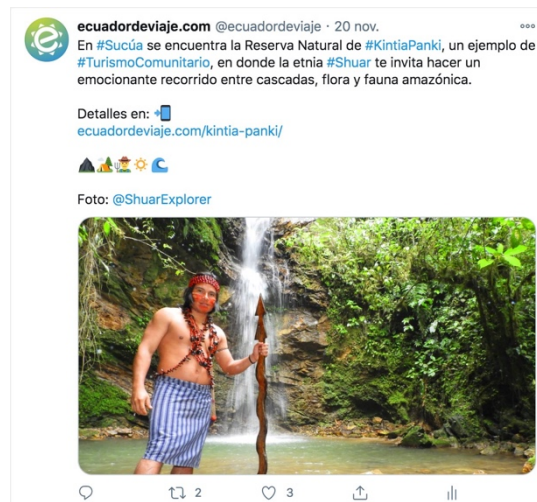 ecuadordeviaje.com @ecuadordeviaje · 20 nov.
En #Sucúa se encuentra la Reserva Natural de #KintiaPanki, un ejemplo de
#TurismoComunitario, en donde la etnia #Shuar te invita hacer un
emocionante recorrido entre cascadas, flora y fauna amazónica.
Detalles en: 📲
ecuadordeviaje.com/kintia-panki/
Foto: @ShuarExplorer
2
3